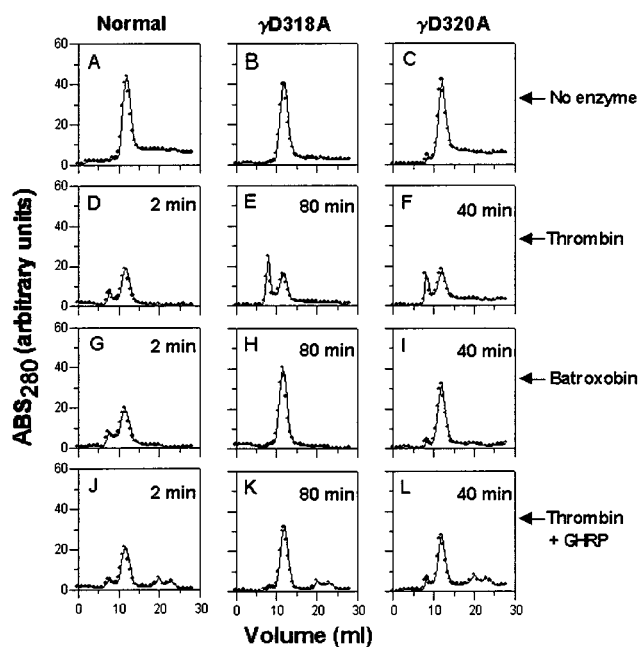 Normal γD318A γD320A
60 A B C
40
20
0
No enzyme
60 D 2 min E 80 min F 40 min
40
20
0
Thrombin
60 G 2 min H 80 min I 40 min
40
20
0
Batroxobin
60 J 2 min K 80 min L 40 min
40
20
0
Thrombin
+ GHRP
0 10 20 30 0 10 20 30 0 10 20 30
ABS280 (arbitrary units)
Volume (ml)